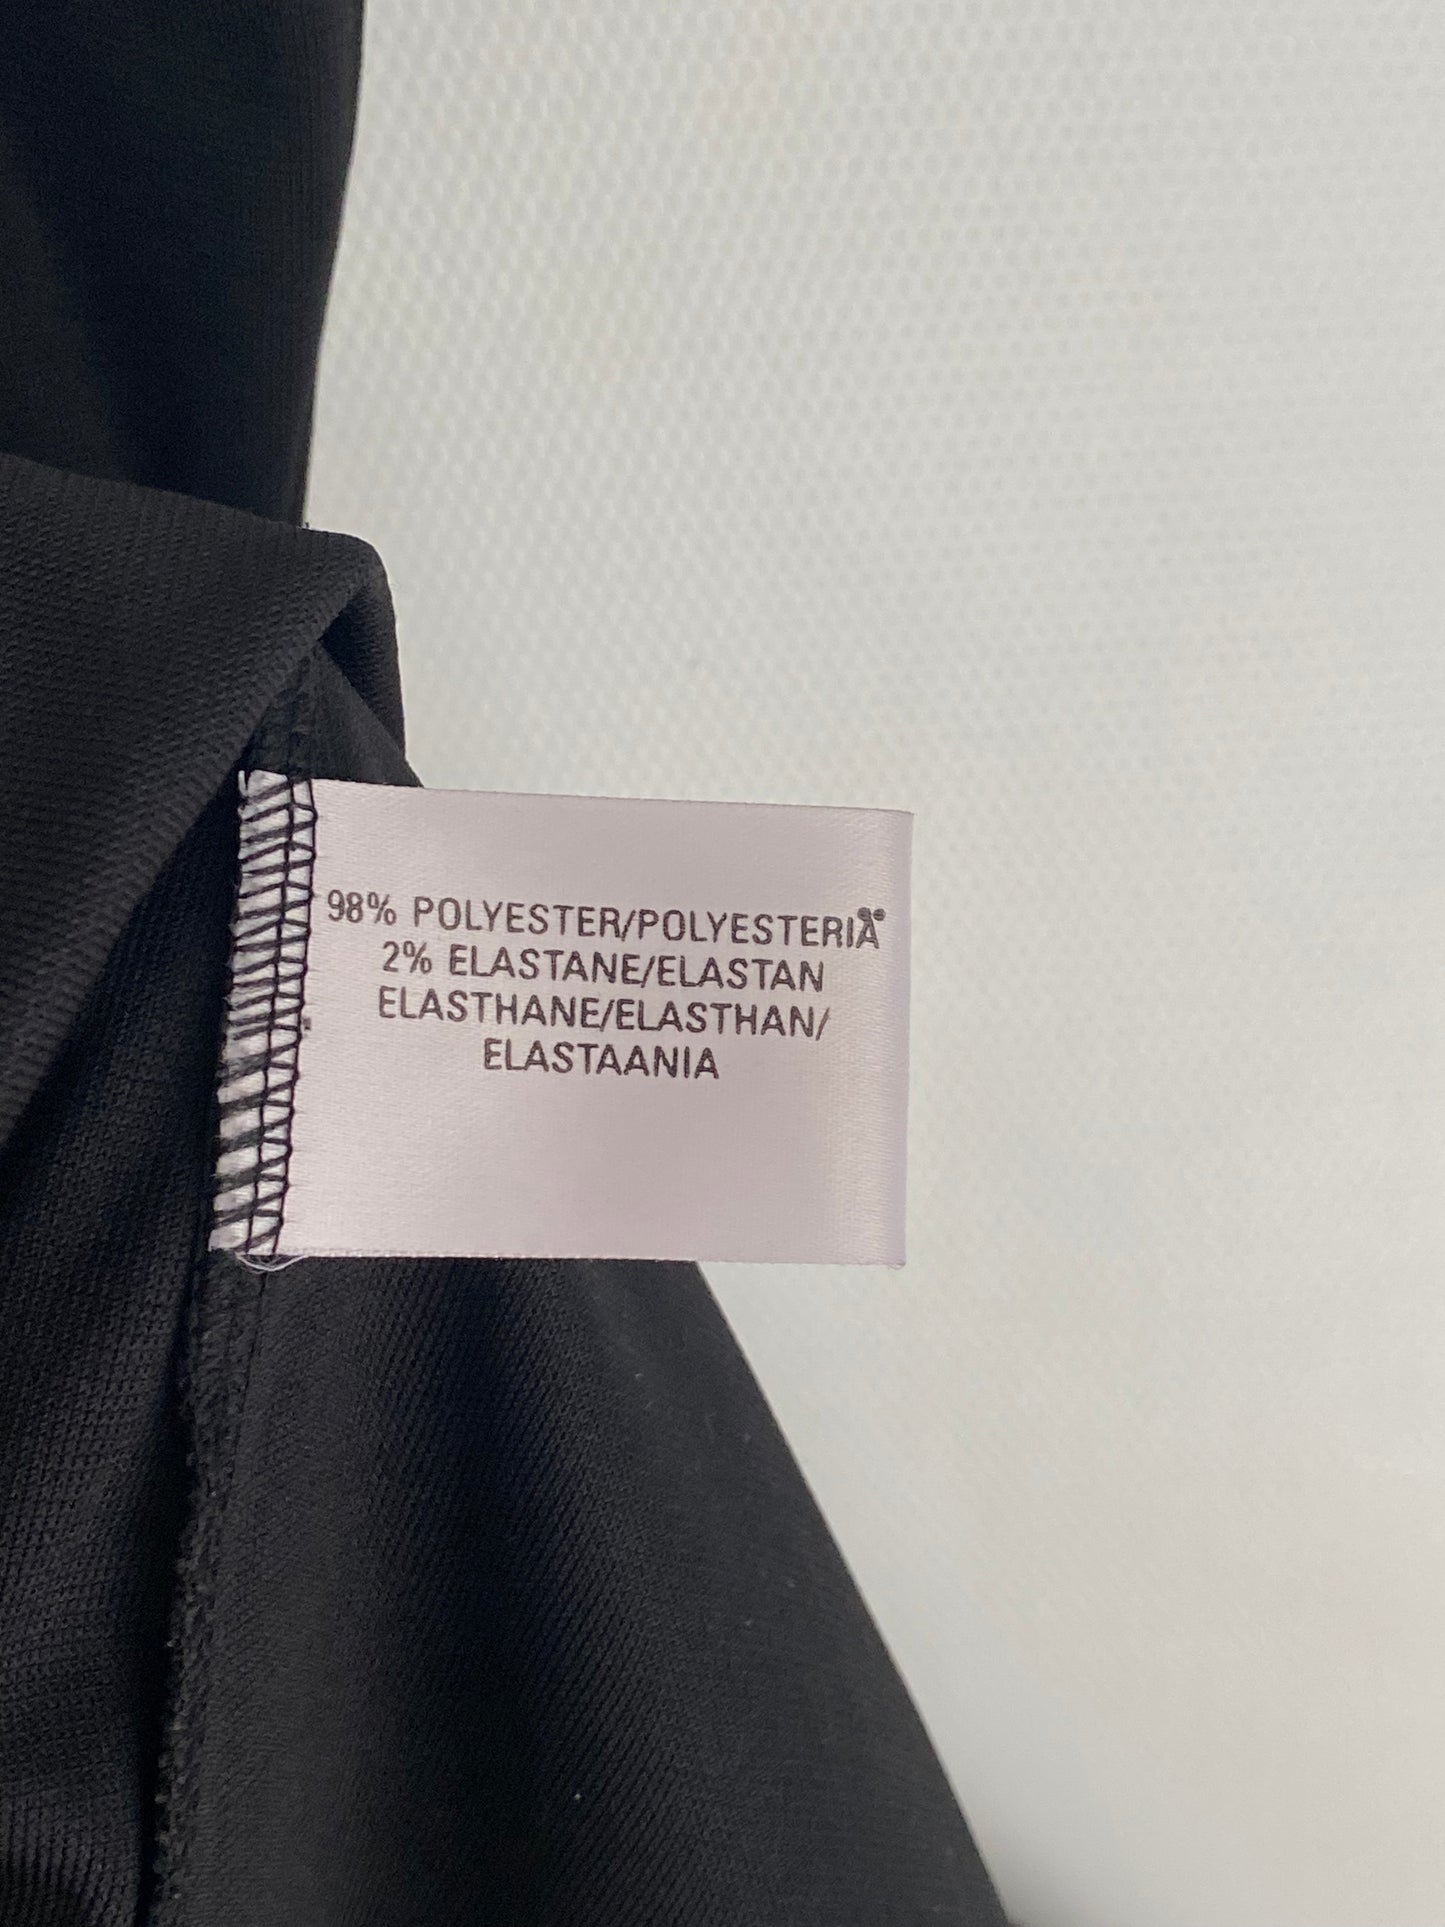 98% POLYESTER/POLYESTERIÄ
2% ELASTANE/ELASTAN
ELASTHANE/ELASTHAN/
ELASTAANIA